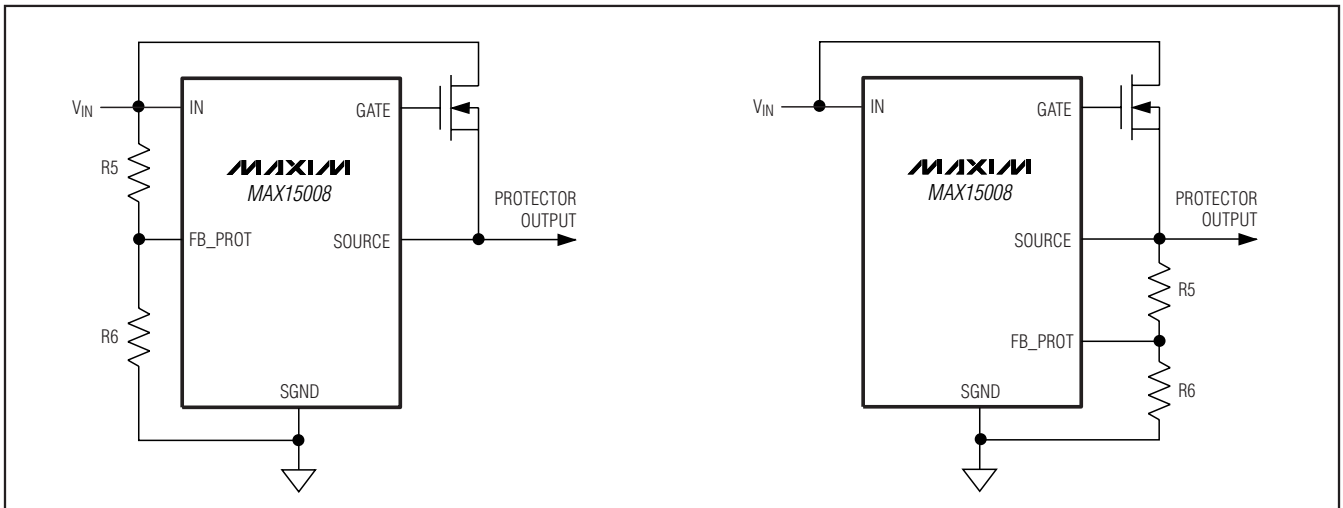 V_IN
IN
GATE
R5
MAXIM
MAX15008
PROTECTOR
OUTPUT
FB_PROT
SOURCE
R6
SGND
V_IN
IN
GATE
MAXIM
MAX15008
PROTECTOR
OUTPUT
SOURCE
R5
FB_PROT
R6
SGND